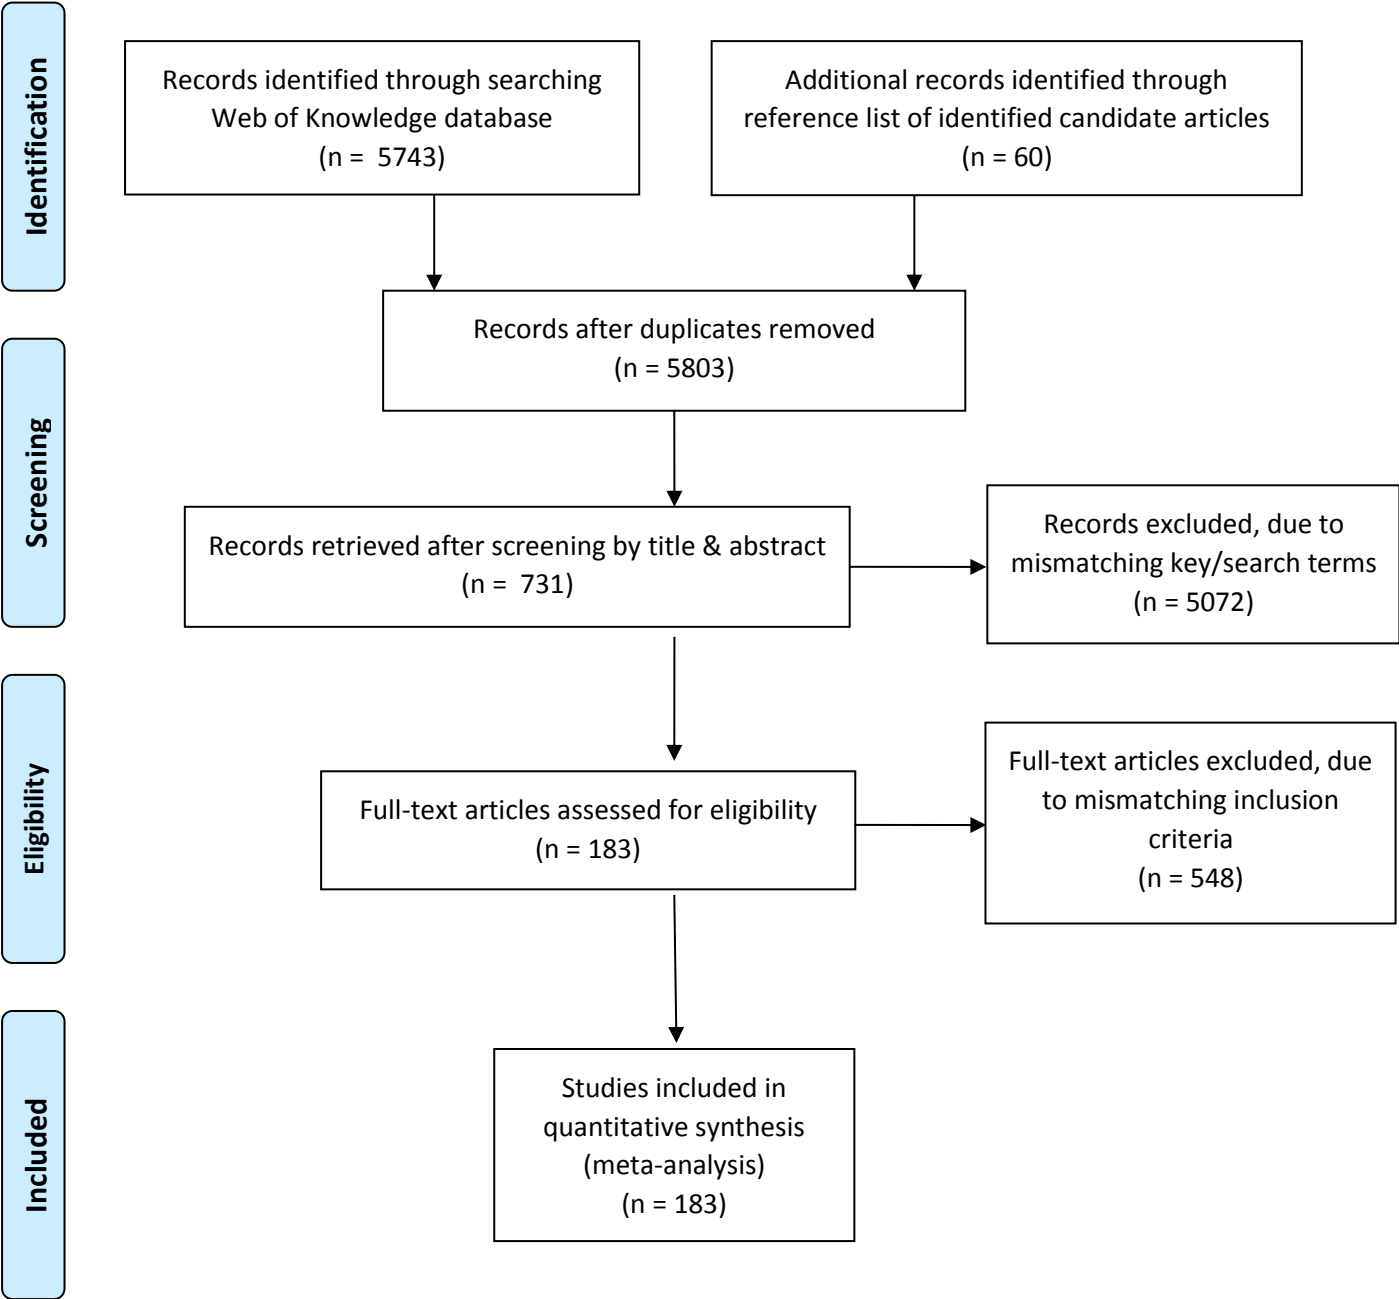 Identification
Records identified through searching
Web of Knowledge database
(n =  5743)
Additional records identified through
reference list of identified candidate articles
(n = 60)
Records after duplicates removed
(n = 5803)
Screening
Records retrieved after screening by title & abstract
(n =  731)
Records excluded, due to
mismatching key/search terms
(n = 5072)
Eligibility
Full-text articles assessed for eligibility
(n = 183)
Full-text articles excluded, due
to mismatching inclusion
criteria
(n = 548)
Included
Studies included in
quantitative synthesis
(meta-analysis)
(n = 183)